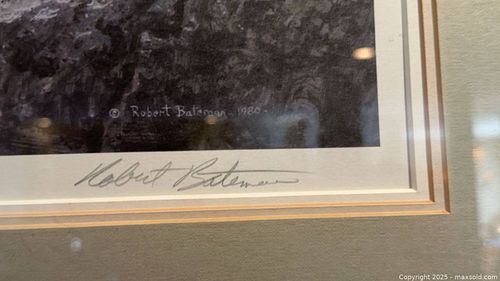 © Robert Bateman - 1980 -
Robert Bateman
Copyright © 2025 - maxsold.com